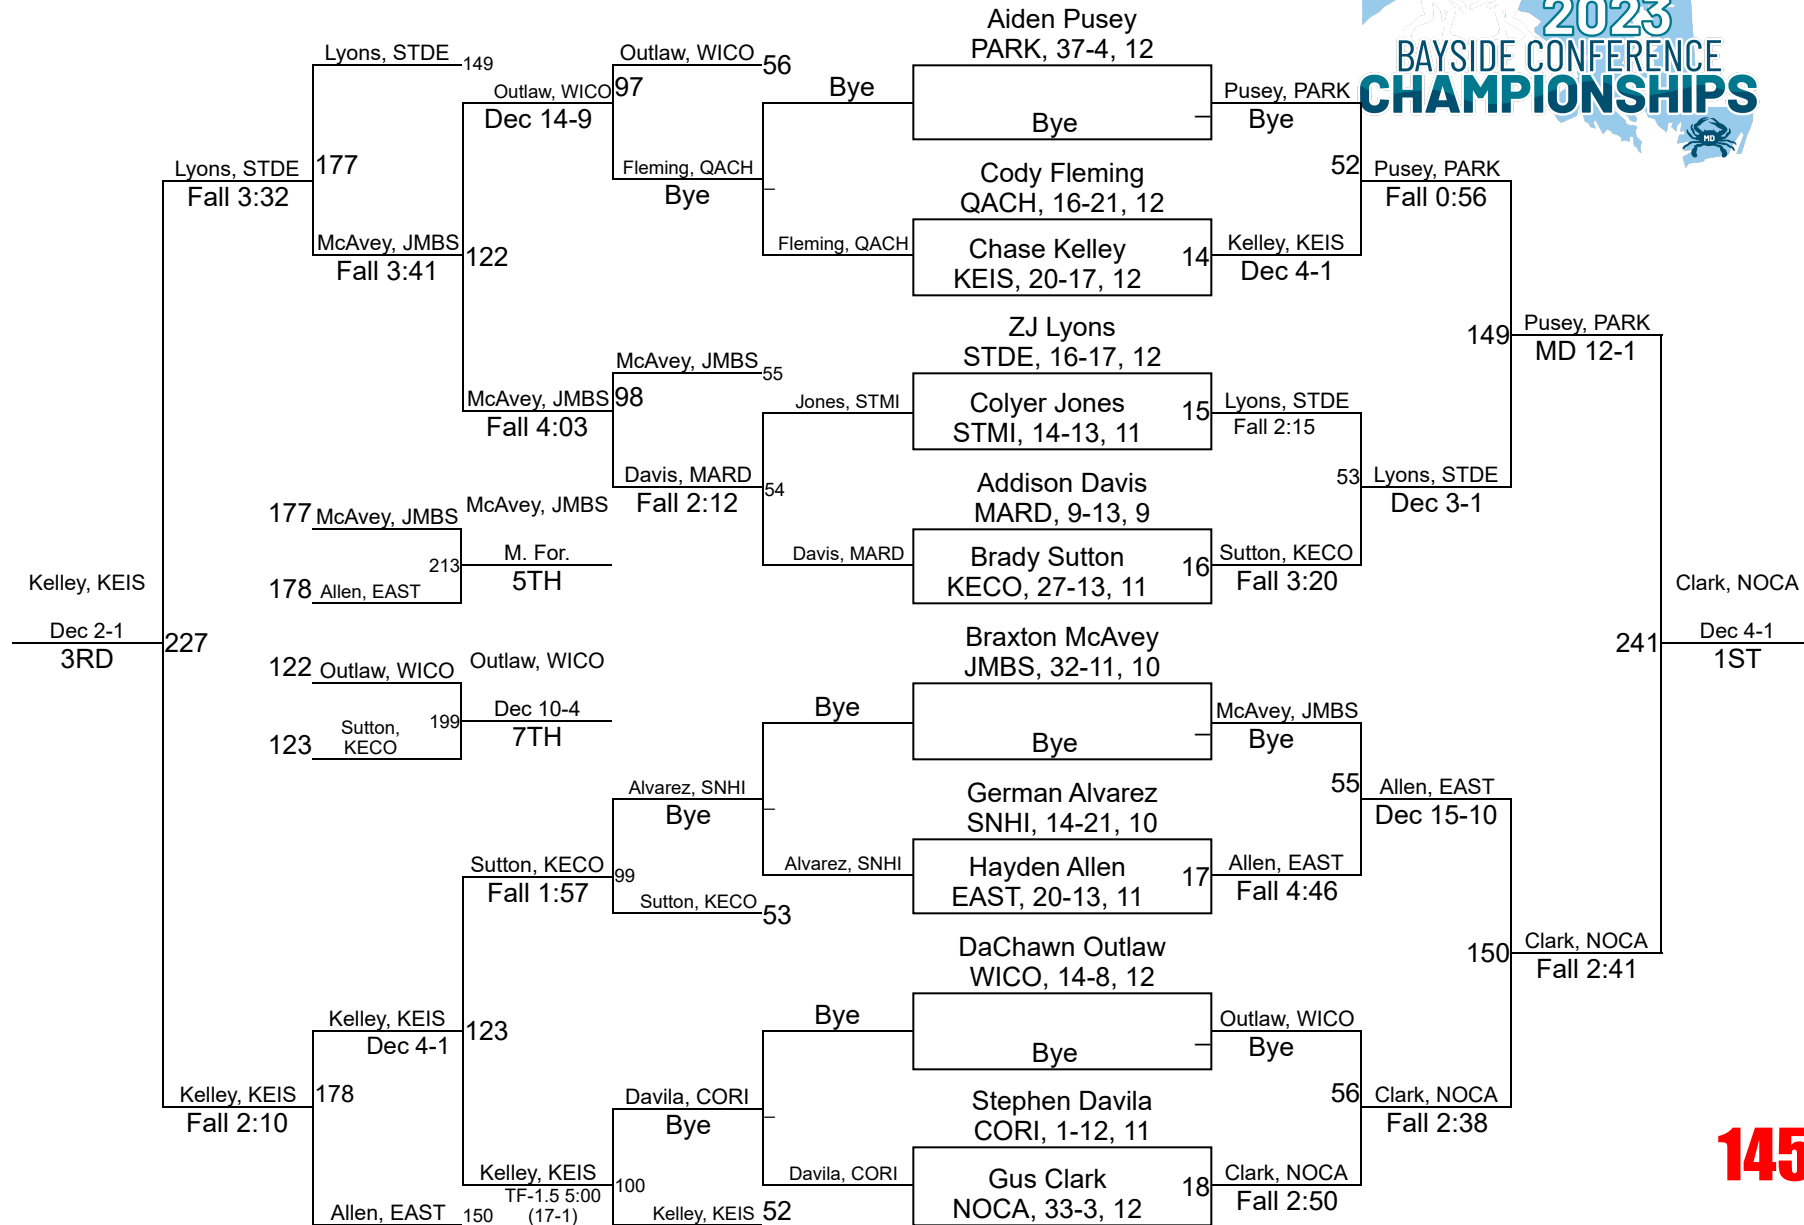 2023
BAYSIDE CONFERENCE
CHAMPIONSHIPS
MD
Aiden Pusey
PARK, 37-4, 12
Bye
Cody Fleming
QACH, 16-21, 12
Chase Kelley
KEIS, 20-17, 12
14
ZJ Lyons
STDE, 16-17, 12
Colyer Jones
STMI, 14-13, 11
15
Addison Davis
MARD, 9-13, 9
Brady Sutton
KECO, 27-13, 11
16
Braxton McAvey
JMBS, 32-11, 10
Bye
German Alvarez
SNHI, 14-21, 10
Hayden Allen
EAST, 20-13, 11
17
DaChawn Outlaw
WICO, 14-8, 12
Bye
Stephen Davila
CORI, 1-12, 11
Gus Clark
NOCA, 33-3, 12
18
Pusey, PARK
Bye
52
Kelley, KEIS
Dec 4-1
Lyons, STDE
Fall 2:15
53
Sutton, KECO
Fall 3:20
McAvey, JMBS
Bye
55
Allen, EAST
Fall 4:46
Outlaw, WICO
Bye
56
Clark, NOCA
Fall 2:50
Pusey, PARK
Fall 0:56
149
Lyons, STDE
Dec 3-1
Allen, EAST
Dec 15-10
150
Clark, NOCA
Fall 2:38
Pusey, PARK
MD 12-1
241
Clark, NOCA
Fall 2:41
Clark, NOCA
Dec 4-1
1ST
Bye
Fleming, QACH
Jones, STMI
54
Davis, MARD
Bye
Alvarez, SNHI
Bye
Davila, CORI
Outlaw, WICO
56
97
Fleming, QACH
Bye
McAvey, JMBS
55
98
Davis, MARD
Fall 2:12
Alvarez, SNHI
Bye
99
Sutton, KECO
53
Davila, CORI
Bye
100
Kelley, KEIS
52
Outlaw, WICO
Dec 14-9
122
McAvey, JMBS
Fall 4:03
Sutton, KECO
Fall 1:57
123
Kelley, KEIS
TF-1.5 5:00
(17-1)
Lyons, STDE
149
177
McAvey, JMBS
Fall 3:41
Kelley, KEIS
Dec 4-1
178
Allen, EAST
150
Lyons, STDE
Fall 3:32
227
Kelley, KEIS
Fall 2:10
Kelley, KEIS
Dec 2-1
3RD
177
McAvey, JMBS
213
178
Allen, EAST
McAvey, JMBS
M. For.
5TH
122
Outlaw, WICO
199
123
Sutton,
KECO
Outlaw, WICO
Dec 10-4
7TH
145